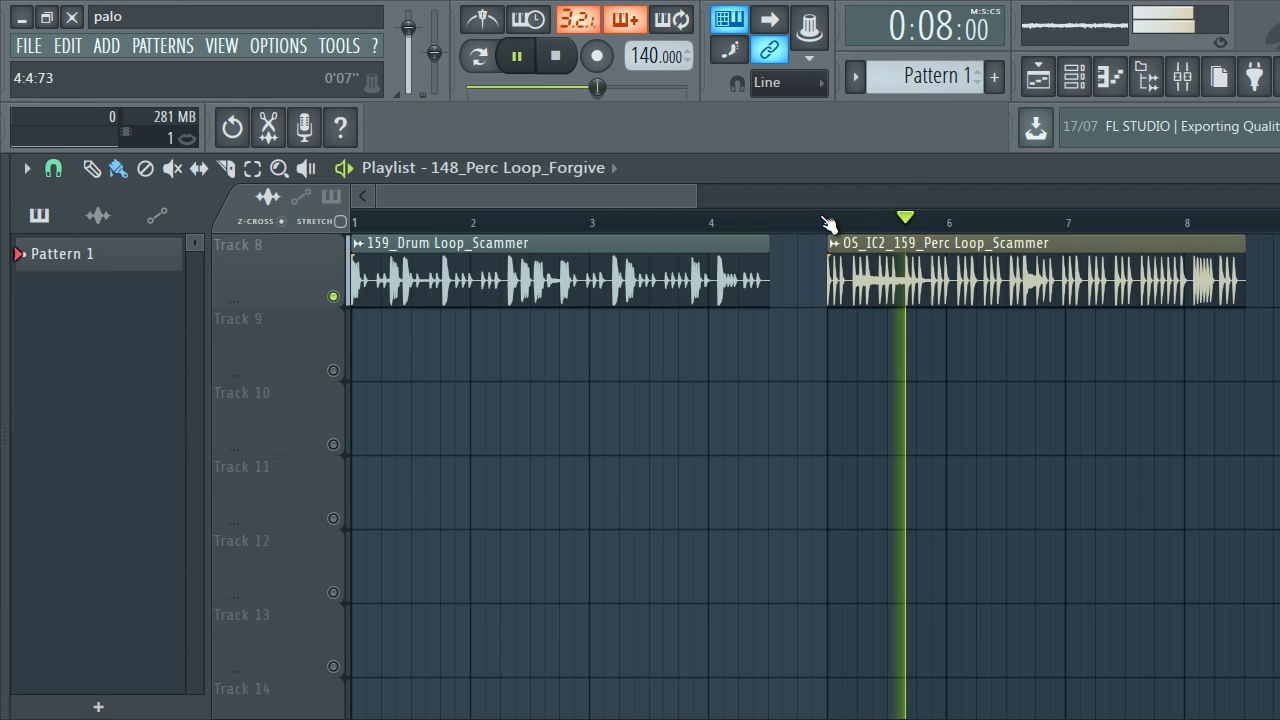 palo
FILE EDIT ADD PATTERNS VIEW OPTIONS TOOLS ?
4:4:73 0'07''
3.2.
140.000
Line
M:S:CS
0:08:00
Pattern 1
+
0 281 MB
1
?
17/07 FL STUDIO | Exporting Qualit
Playlist - 148_Perc Loop_Forgive
Z-CROSS STRETCH
1 2 3 4 6 7 8
Pattern 1
Track 8
159_Drum Loop_Scammer
OS_IC2_159_Perc Loop_Scammer
Track 9
Track 10
Track 11
Track 12
Track 13
Track 14
+